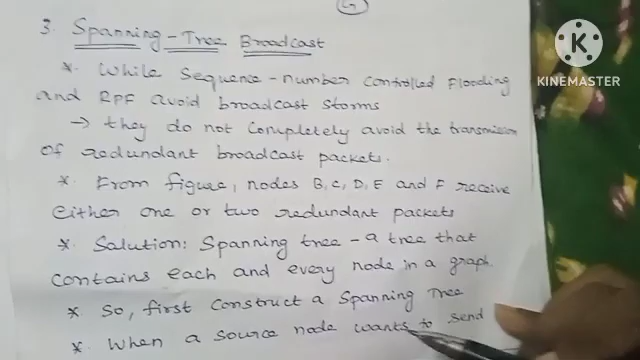 G
3. Spanning-Tree Broadcast
* While Sequence-number controlled flooding
and RPF avoid broadcast storms
→ they do not completely avoid the transmission
of redundant broadcast packets.
* From figure, nodes B, C, D, E and F receive
either one or two redundant packets
* Solution: Spanning tree - a tree that
contains each and every node in a graph.
* So, first construct a Spanning Tree
* When a source node wants to send
KINEMASTER